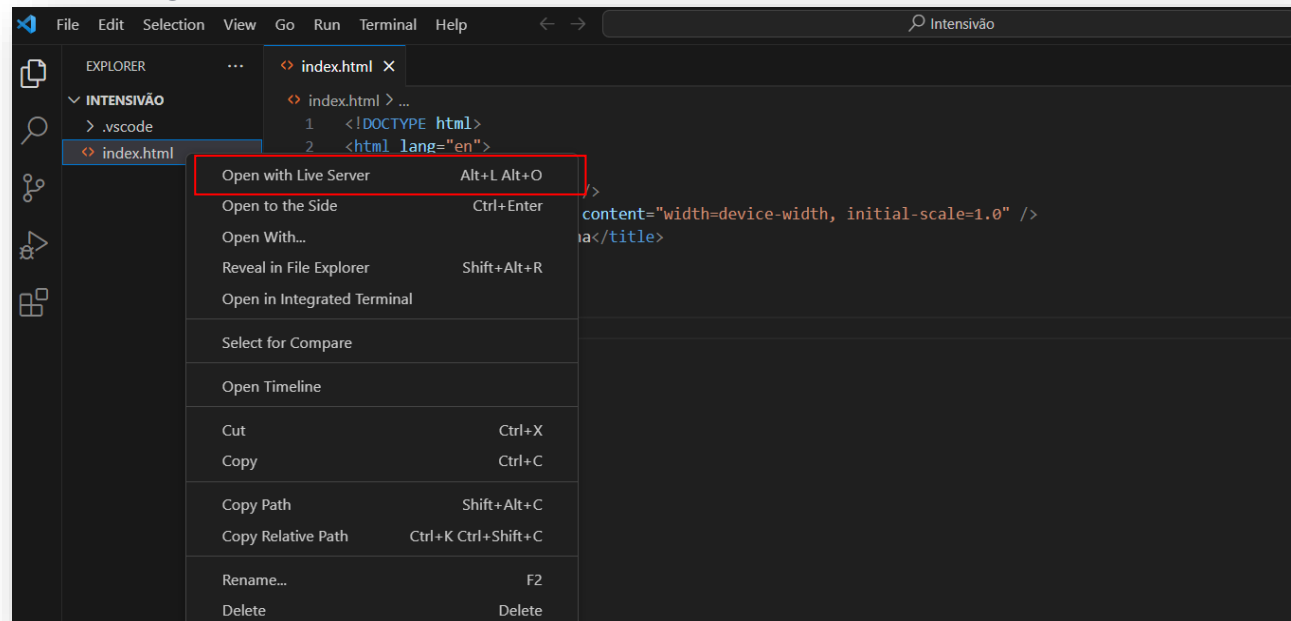 File Edit Selection View Go Run Terminal Help ← → Intensivão
EXPLORER ... <> index.html ×
INTENSIVÃO <> index.html > ...
> .vscode 1 <!DOCTYPE html>
<> index.html 2 <html lang="en">
Open with Live Server Alt+L Alt+O />
Open to the Side Ctrl+Enter content="width=device-width, initial-scale=1.0" />
Open With... a</title>
Reveal in File Explorer Shift+Alt+R
Open in Integrated Terminal
Select for Compare
Open Timeline
Cut Ctrl+X
Copy Ctrl+C
Copy Path Shift+Alt+C
Copy Relative Path Ctrl+K Ctrl+Shift+C
Rename... F2
Delete Delete